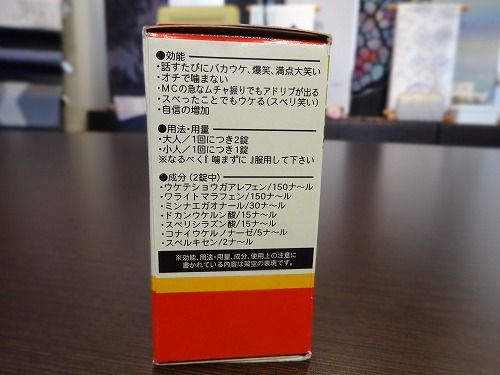 ●効能
・話すたびにバカウケ、爆笑、満点大笑い
・オチで噛まない
・MCの急なムチャ振りでもアドリブが出る
・スベったことでもウケる(スベリ笑い)
・自信の増加
●用法・用量
・大人/1回につき2錠
・小人/1回につき1錠
※なるべく『噛まずに』服用して下さい
●成分(2錠中)
・ウケテショウガアレフェン/150ナ〜ル
・ワライトマラフェン/150ナ〜ル
・ミンナエガオナール/30ナ〜ル
・ドカンウケルン酸/15ナ〜ル
・スベリシラズン酸/15ナ〜ル
・コナイウケルノナーゼ/5ナ〜ル
・スベルキセン/2ナ〜ル
※効能、用法・用量、成分、使用上の注意に
書かれている内容は架空の表現です。